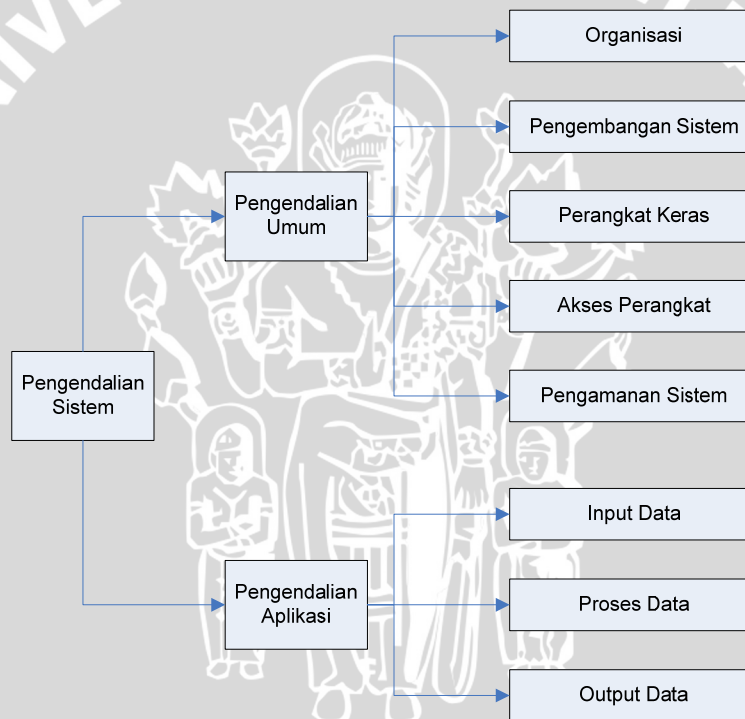 Organisasi
Pengembangan Sistem
Pengendalian
Umum
Perangkat Keras
Akses Perangkat
Pengendalian
Sistem
Pengamanan Sistem
Input Data
Pengendalian
Aplikasi
Proses Data
Output Data